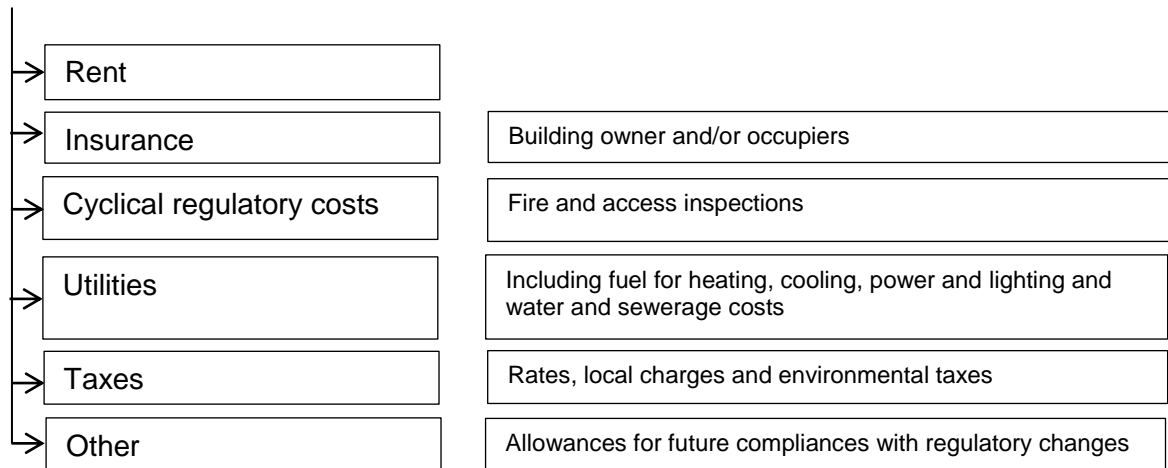 Rent
Insurance
Building owner and/or occupiers
Cyclical regulatory costs
Fire and access inspections
Utilities
Including fuel for heating, cooling, power and lighting and
water and sewerage costs
Taxes
Rates, local charges and environmental taxes
Other
Allowances for future compliances with regulatory changes